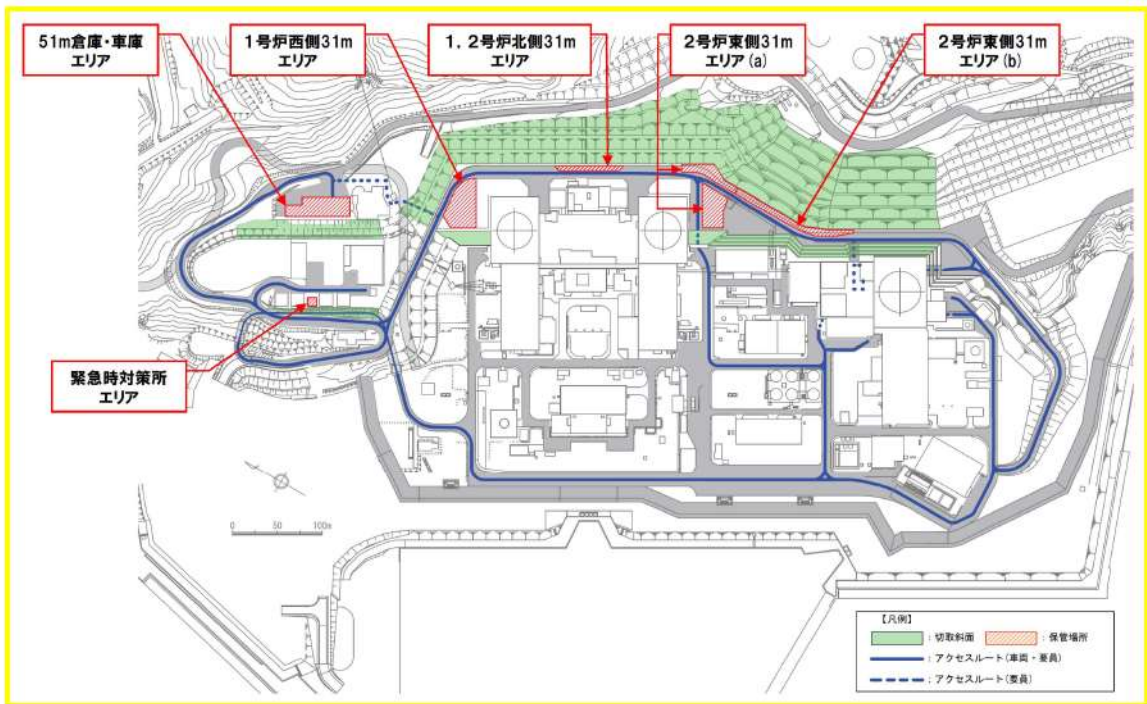 51m倉庫・車庫
エリア
1号炉西側31m
エリア
1，2号炉北側31m
エリア
2号炉東側31m
エリア(a)
2号炉東側31m
エリア(b)
緊急時対策所
エリア
0 50 100m
【凡例】
：切取斜面
：保管場所
：アクセスルート(車両・要員)
：アクセスルート(要員)